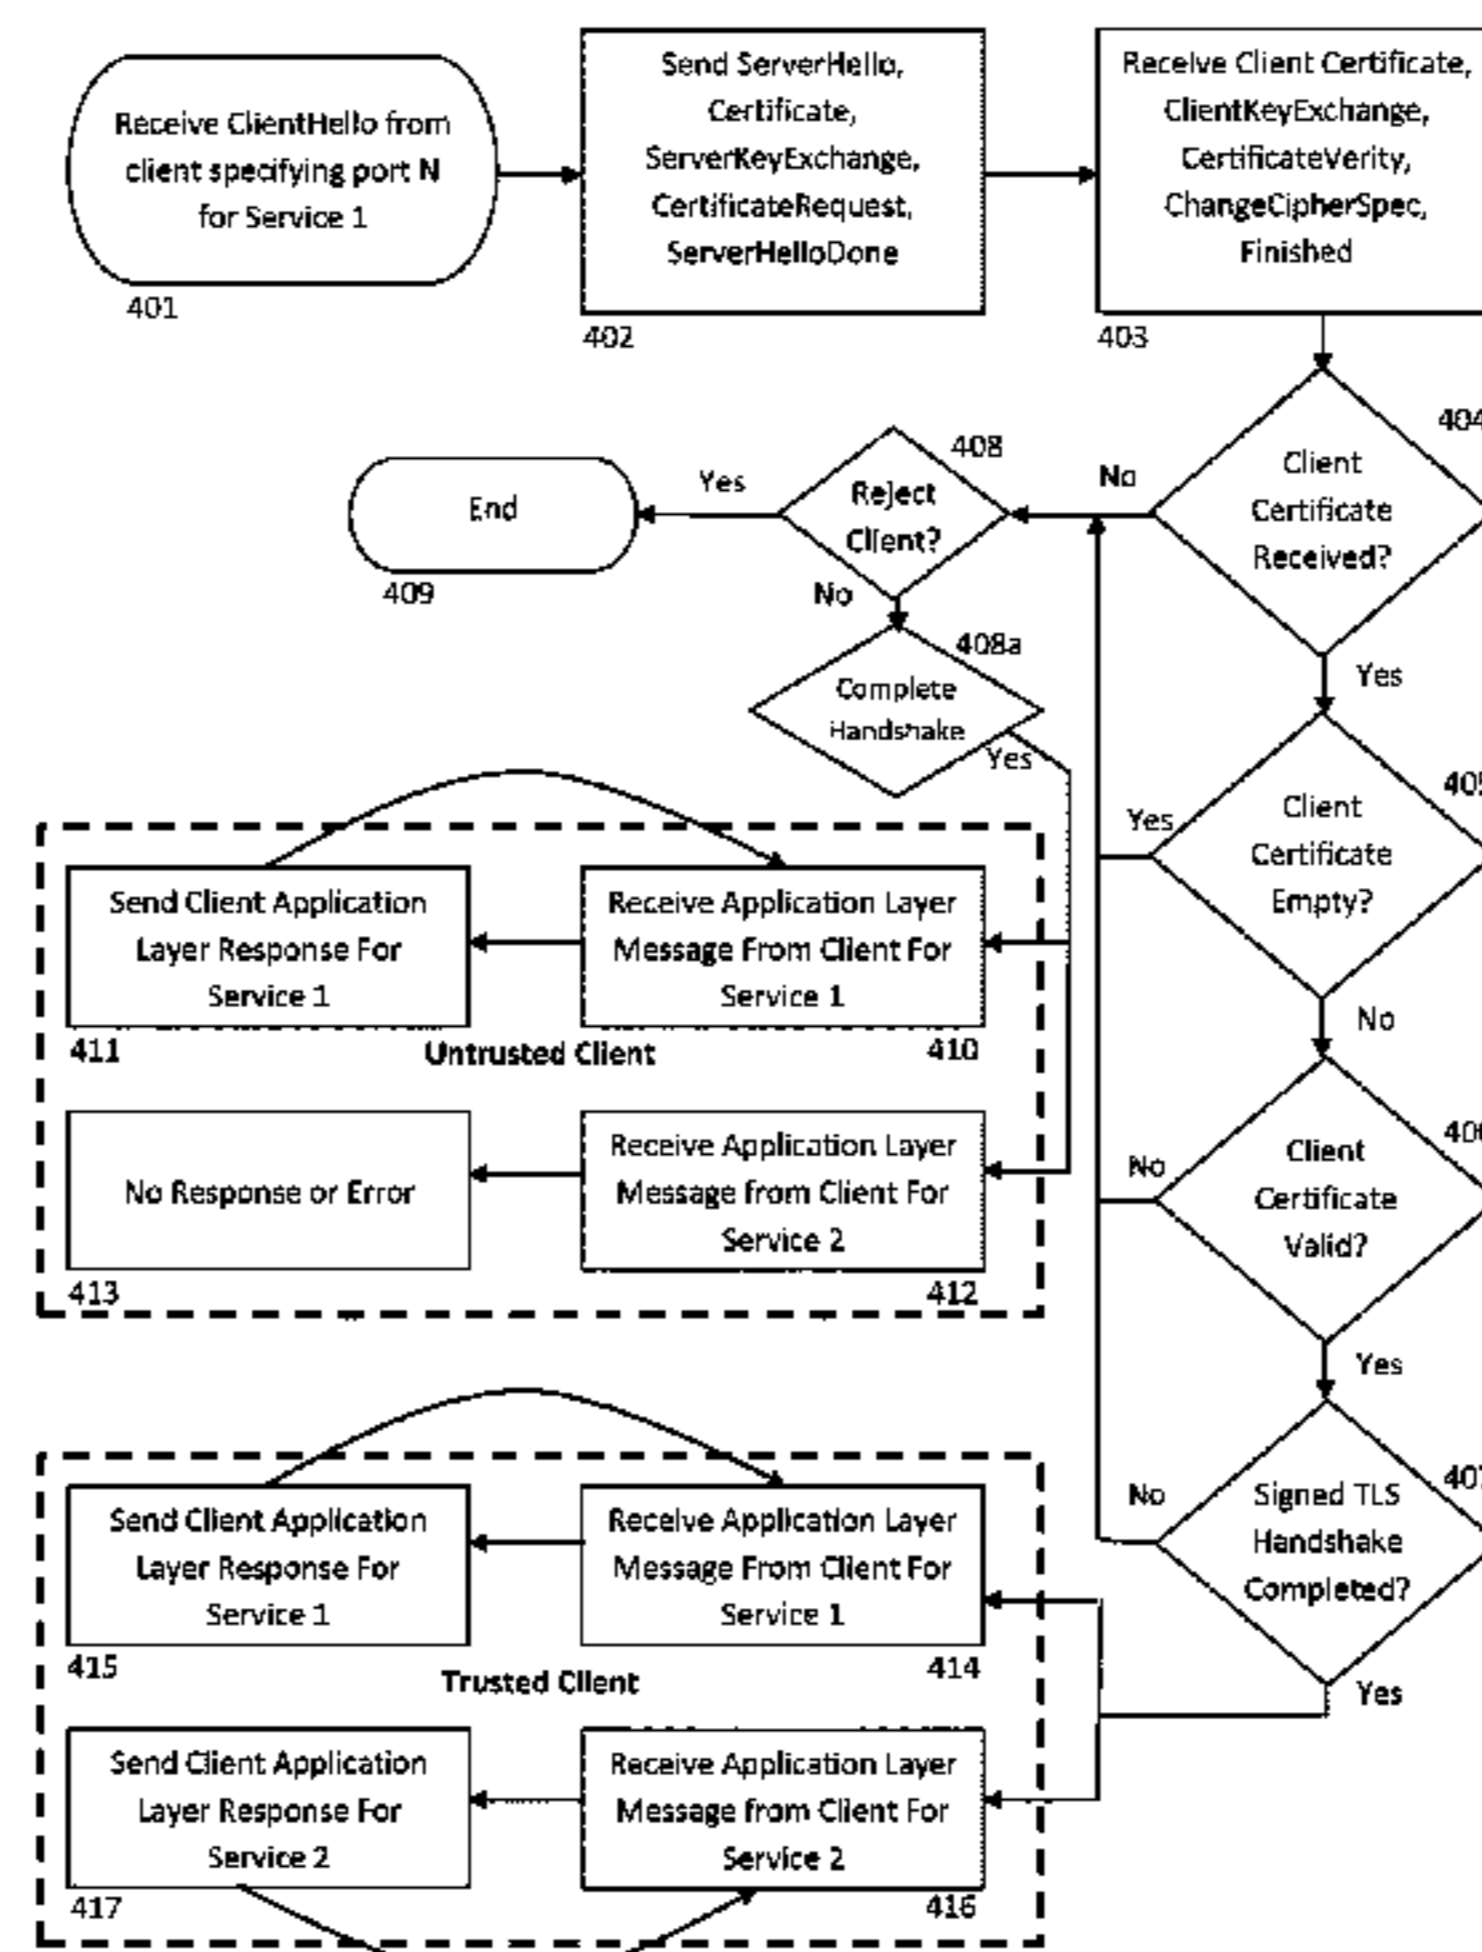 Receive ClientHello from
client specifying port N
for Service 1
401
Send ServerHello,
Certificate,
ServerKeyExchange,
CertificateRequest,
ServerHelloDone
402
Receive Client Certificate,
ClientKeyExchange,
CertificateVerity,
ChangeCipherSpec,
Finished
403
404
Client
Certificate
Received?
No
Yes
408
Reject
Client?
Yes
No
End
409
408a
Complete
Handshake
Yes
405
Client
Certificate
Empty?
Yes
No
Send Client Application
Layer Response For
Service 1
411
Receive Application Layer
Message From Client For
Service 1
410
Untrusted Client
No Response or Error
413
Receive Application Layer
Message from Client For
Service 2
412
406
Client
Certificate
Valid?
No
Yes
407
Signed TLS
Handshake
Completed?
No
Yes
Send Client Application
Layer Response For
Service 1
415
Receive Application Layer
Message From Client For
Service 1
414
Trusted Client
Send Client Application
Layer Response For
Service 2
417
Receive Application Layer
Message from Client For
Service 2
416